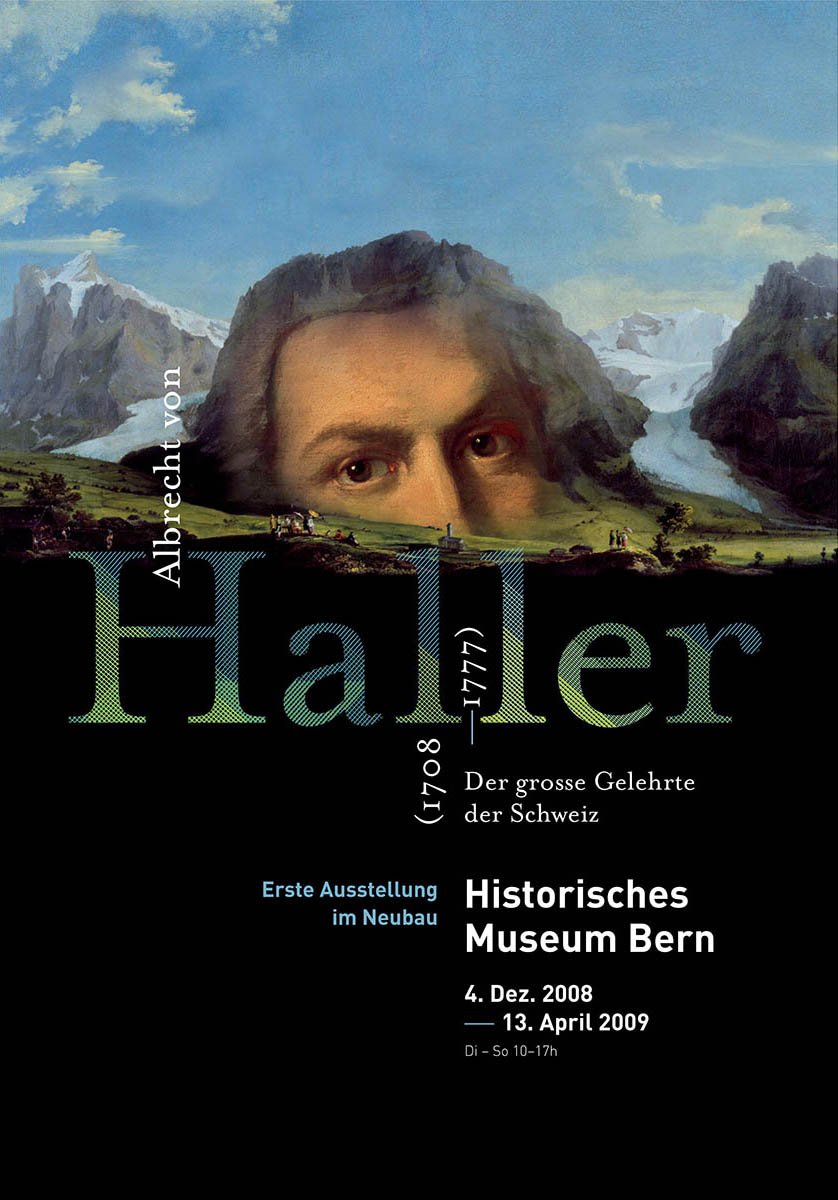 Albrecht von
Haller
(1708
—1777)
Der grosse Gelehrte
der Schweiz
Erste Ausstellung
im Neubau
Historisches
Museum Bern
4. Dez. 2008
— 13. April 2009
Di – So 10–17h